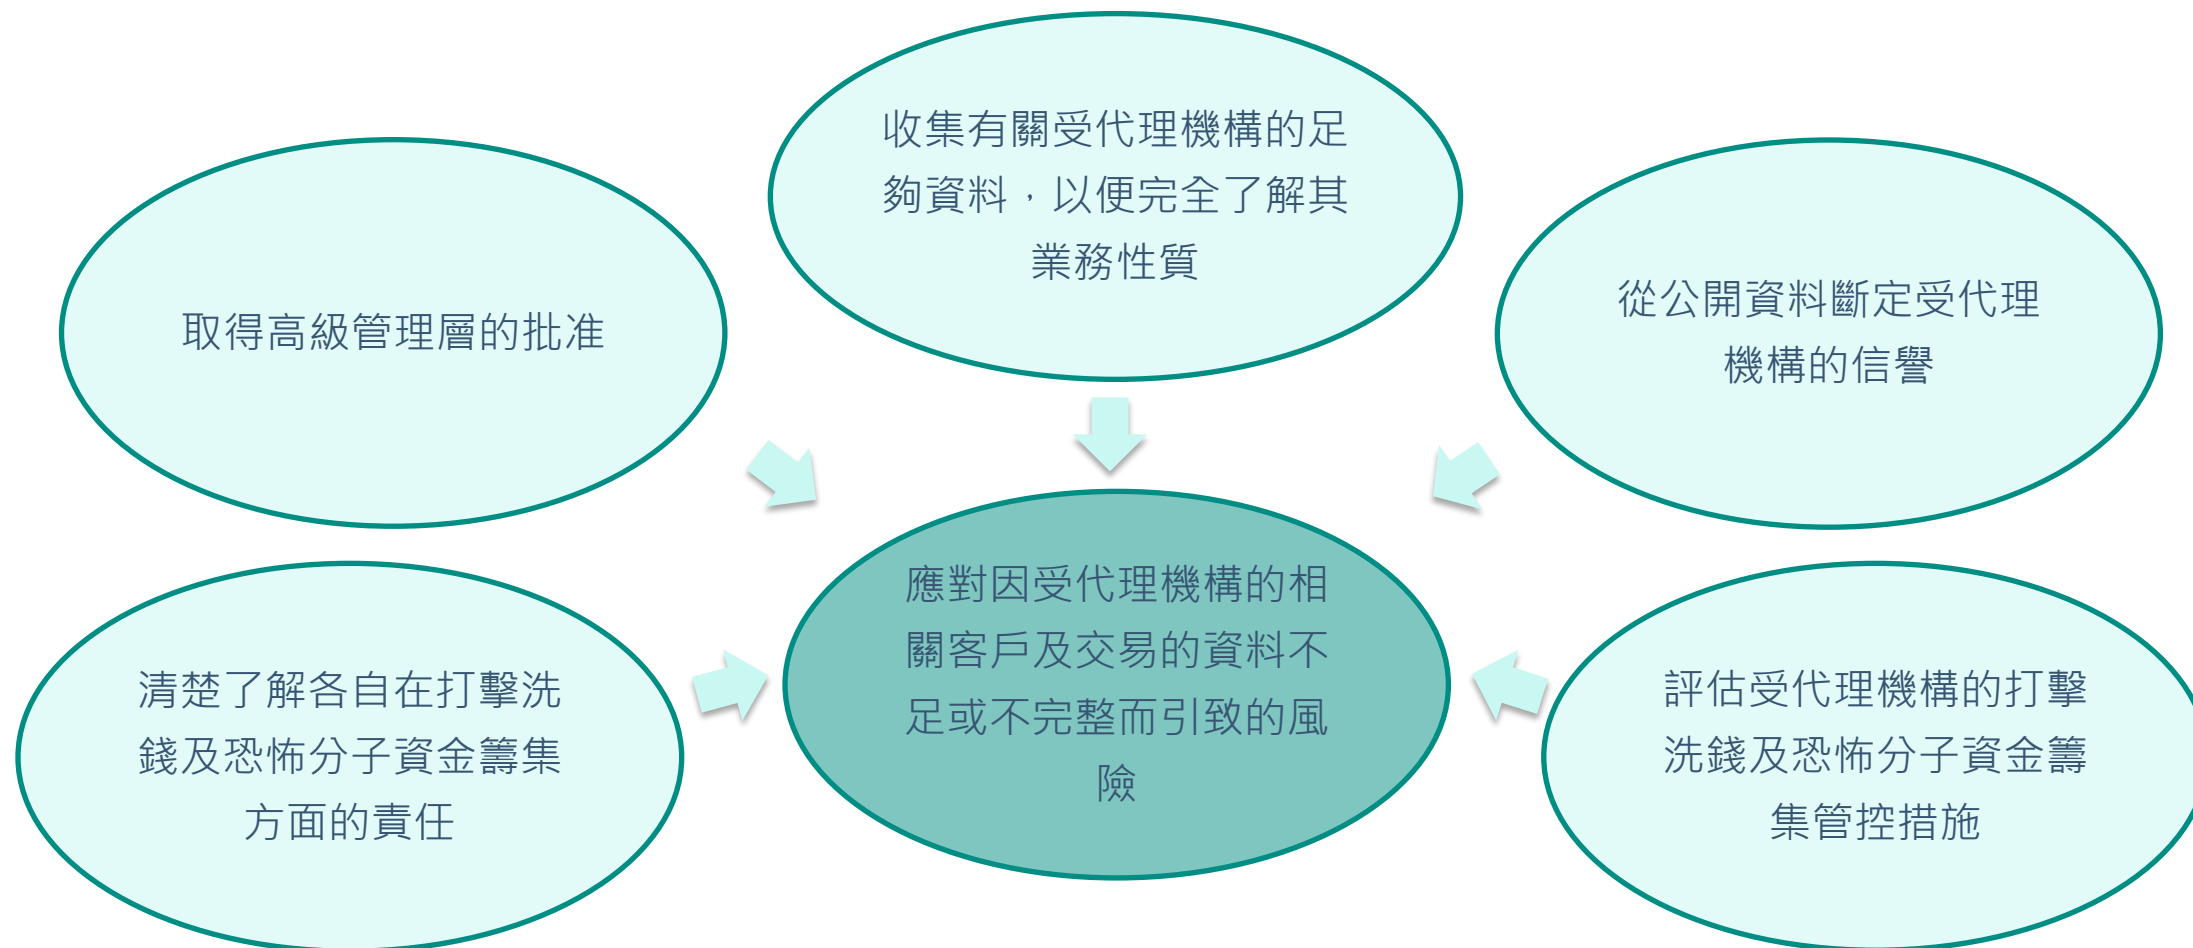 收集有關受代理機構的足
夠資料，以便完全了解其
業務性質
取得高級管理層的批准
從公開資料斷定受代理
機構的信譽
應對因受代理機構的相
關客戶及交易的資料不
足或不完整而引致的風
險
清楚了解各自在打擊洗
錢及恐怖分子資金籌集
方面的責任
評估受代理機構的打擊
洗錢及恐怖分子資金籌
集管控措施